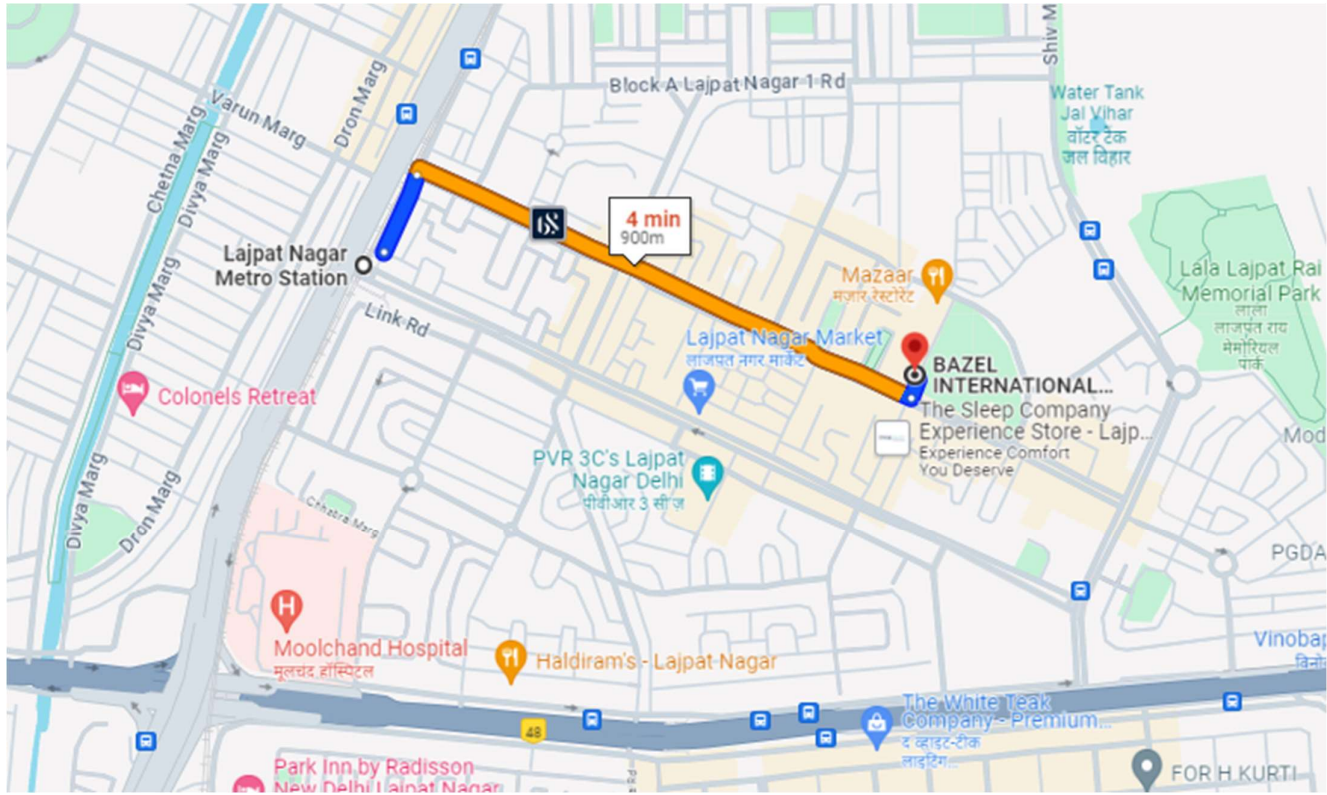 Shiv M
Block A Lajpat Nagar 1 Rd
Dron Marg
Varun Marg
Chetna Marg
Divya Marg
Water Tank
Jal Vihar
वॉटर टैंक
जल विहार
4 min
900m
Lajpat Nagar
Metro Station
Divya Marg
Link Rd
Mazaar
मज़ार रेस्टोरेंट
Lala Lajpat Rai
Memorial Park
लाला
लाजपत राय
मेमोरियल
पार्क
Lajpat Nagar Market
लाजपत नगर मार्केट
BAZEL
INTERNATIONAL...
The Sleep Company
Experience Store - Lajp...
Experience Comfort
You Deserve
Colonels Retreat
Mod
PVR 3C's Lajpat
Nagar Delhi
पीवीआर 3 सी'ज़
Divya Marg
Dron Marg
Chhatra Marg
PGDA
H
Moolchand Hospital
मूलचंद हॉस्पिटल
Haldiram's - Lajpat Nagar
Vinobap
The White Teak
Company - Premium...
द व्हाइट-टीक
लाइटिंग...
48
Park Inn by Radisson
New Delhi Lajpat Nagar
FOR H KURTI